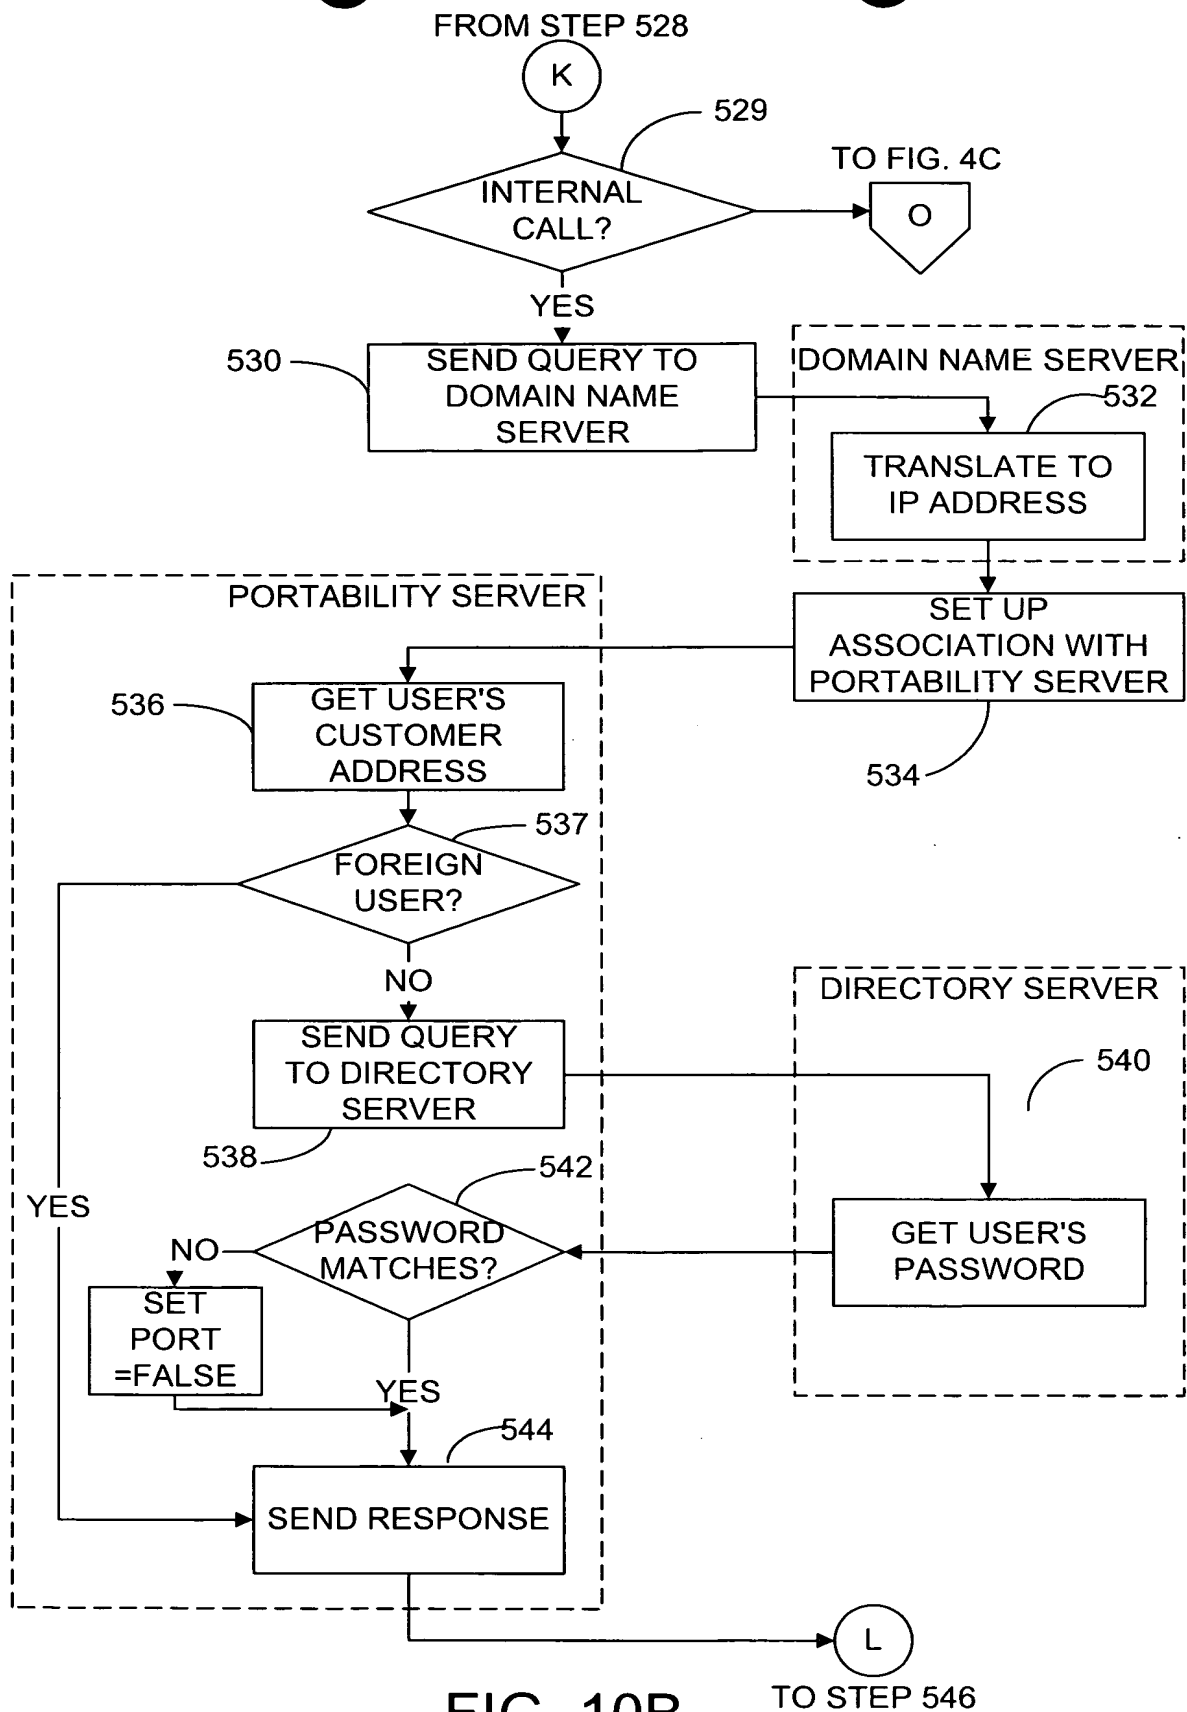 FROM STEP 528
K
529
TO FIG. 4C
INTERNAL
CALL?
O
YES
530
SEND QUERY TO
DOMAIN NAME
SERVER
DOMAIN NAME SERVER
532
TRANSLATE TO
IP ADDRESS
PORTABILITY SERVER
SET UP
ASSOCIATION WITH
PORTABILITY SERVER
534
536
GET USER'S
CUSTOMER
ADDRESS
537
FOREIGN
USER?
NO
DIRECTORY SERVER
SEND QUERY
TO DIRECTORY
SERVER
538
540
542
YES
PASSWORD
MATCHES?
NO
GET USER'S
PASSWORD
SET
PORT
=FALSE
YES
544
SEND RESPONSE
L
TO STEP 546
FIG. 10B